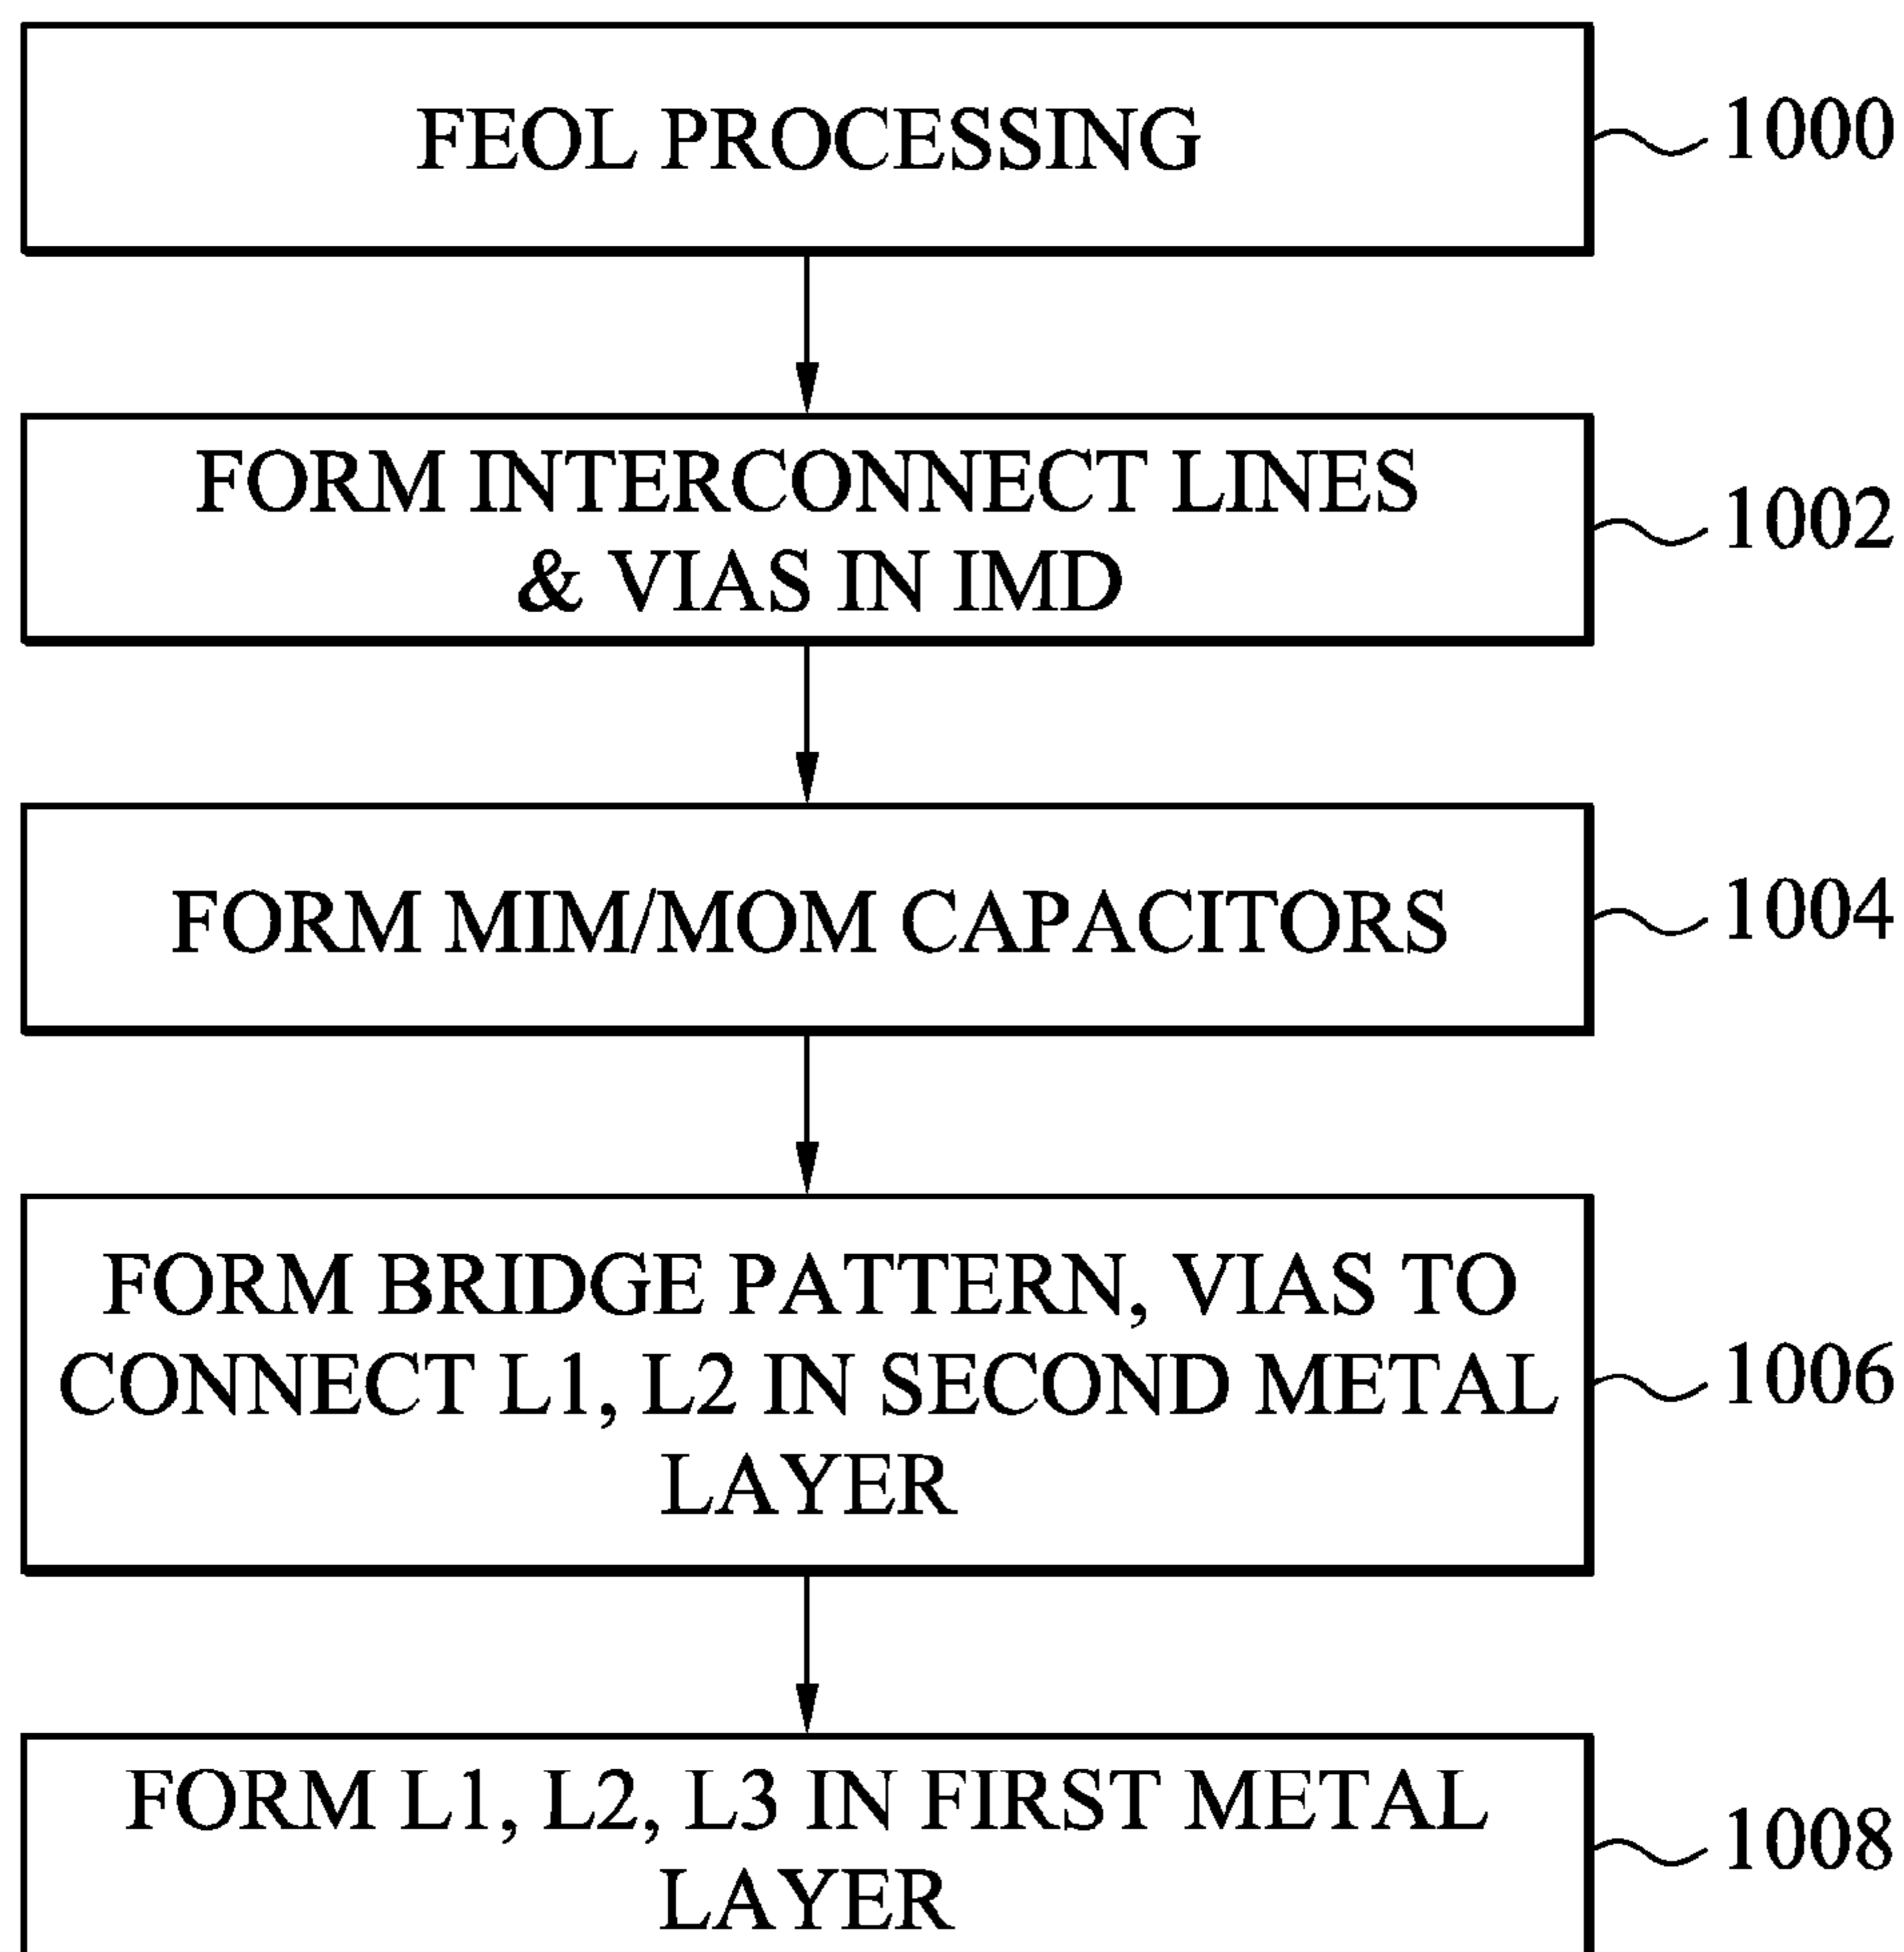 FEOL PROCESSING
1000
FORM INTERCONNECT LINES
& VIAS IN IMD
1002
FORM MIM/MOM CAPACITORS
1004
FORM BRIDGE PATTERN, VIAS TO
CONNECT L1, L2 IN SECOND METAL
LAYER
1006
FORM L1, L2, L3 IN FIRST METAL
LAYER
1008